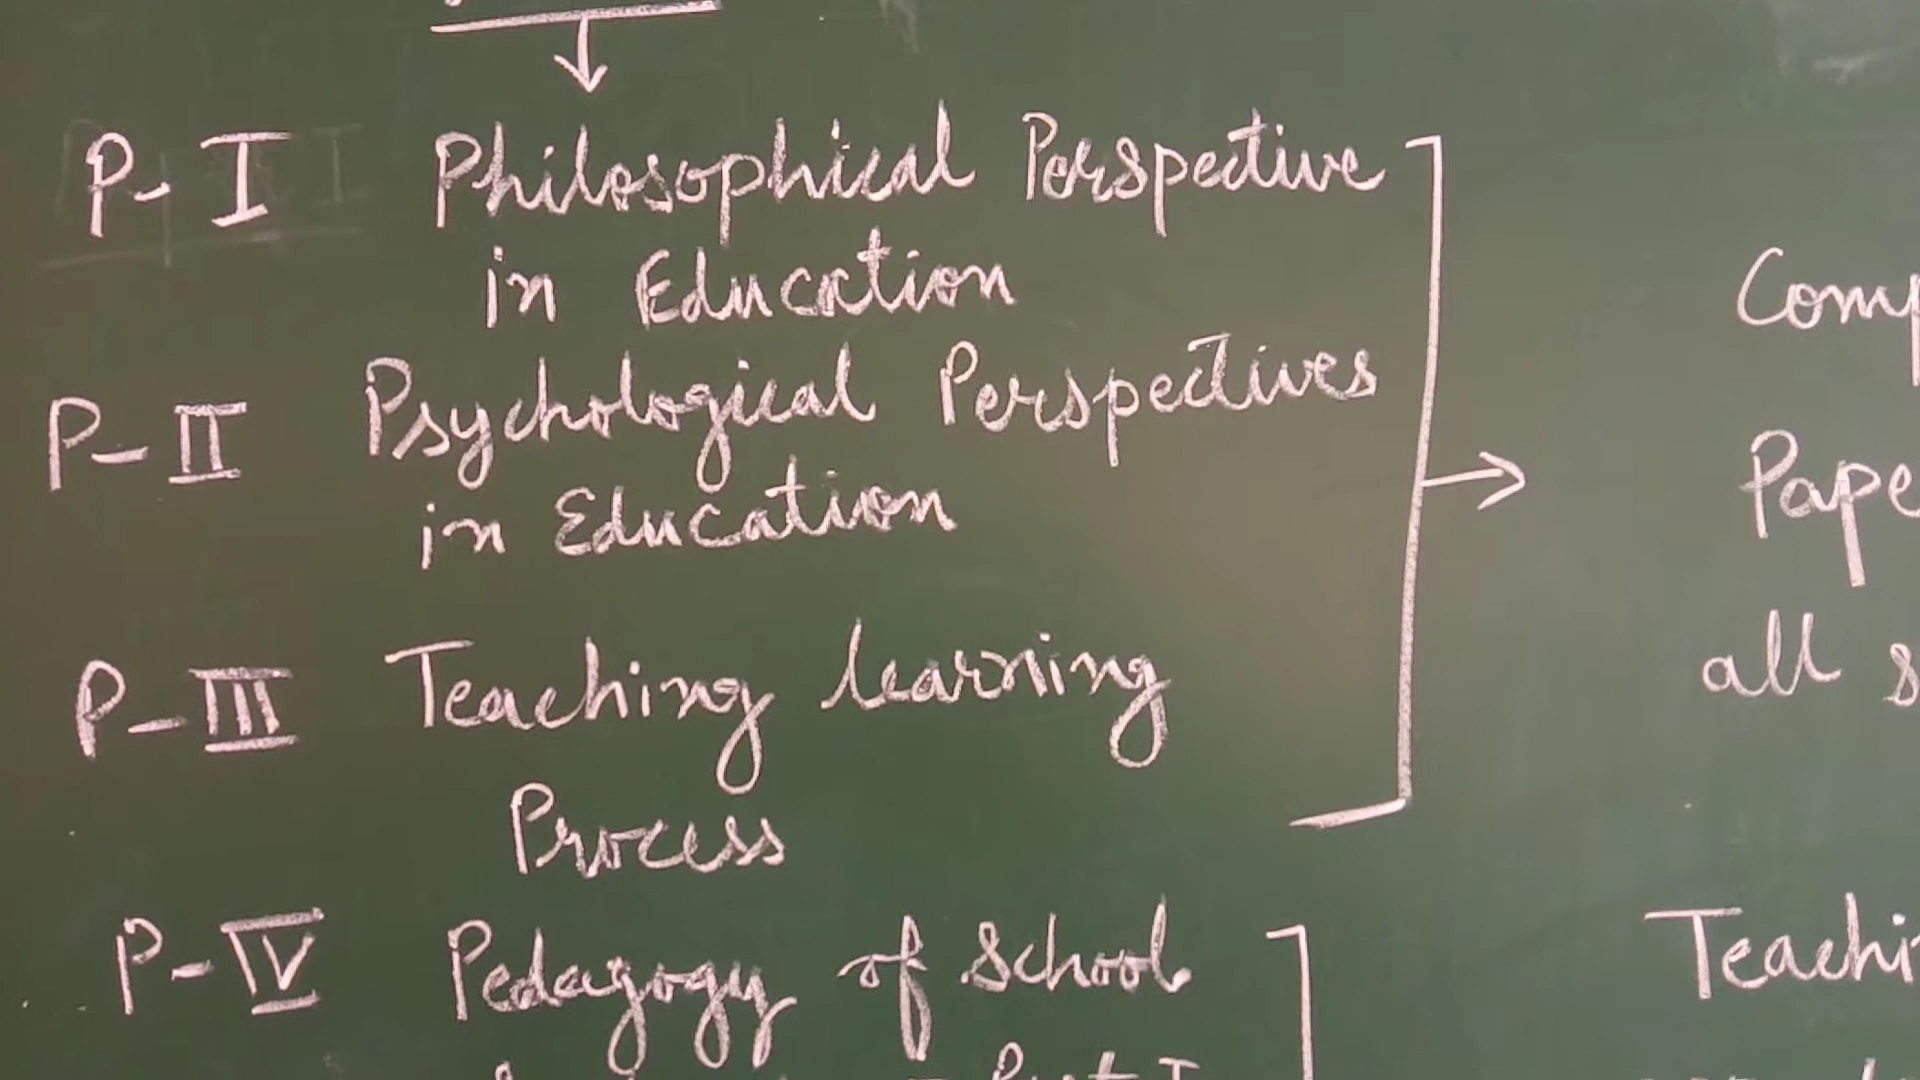 P-I Philosophical Perspective
in Education
P-II Psychological Perspectives
in Education
P-III Teaching learning
Process
P-IV Pedagogy of School
Part I
Comp
Pape
all s
Teachi